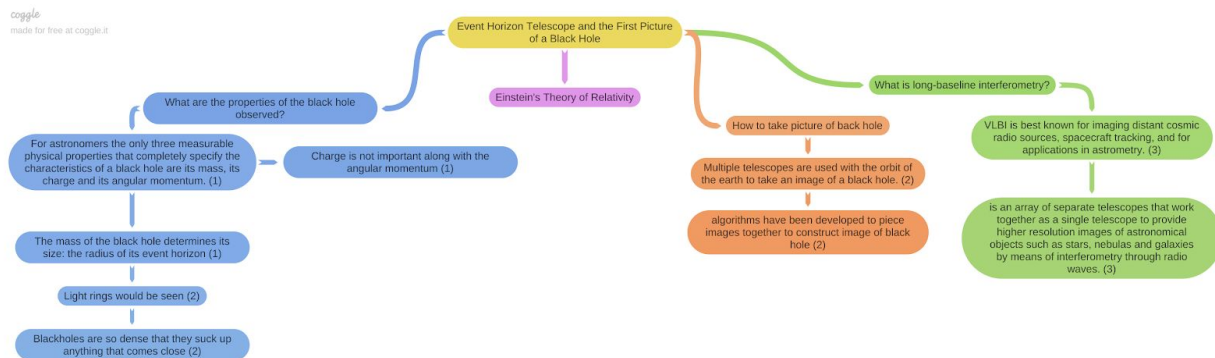 coggle
made for free at coggle.it
Event Horizon Telescope and the First Picture
of a Black Hole
Einstein's Theory of Relativity
What are the properties of the black hole
observed?
For astronomers the only three measurable
physical properties that completely specify the
characteristics of a black hole are its mass, its
charge and its angular momentum. (1)
Charge is not important along with the
angular momentum (1)
The mass of the black hole determines its
size: the radius of its event horizon (1)
Light rings would be seen (2)
Blackholes are so dense that they suck up
anything that comes close (2)
How to take picture of back hole
Multiple telescopes are used with the orbit of
the earth to take an image of a black hole. (2)
algorithms have been developed to piece
images together to construct image of black
hole (2)
What is long-baseline interferometry?
VLBI is best known for imaging distant cosmic
radio sources, spacecraft tracking, and for
applications in astrometry. (3)
is an array of separate telescopes that work
together as a single telescope to provide
higher resolution images of astronomical
objects such as stars, nebulas and galaxies
by means of interferometry through radio
waves. (3)